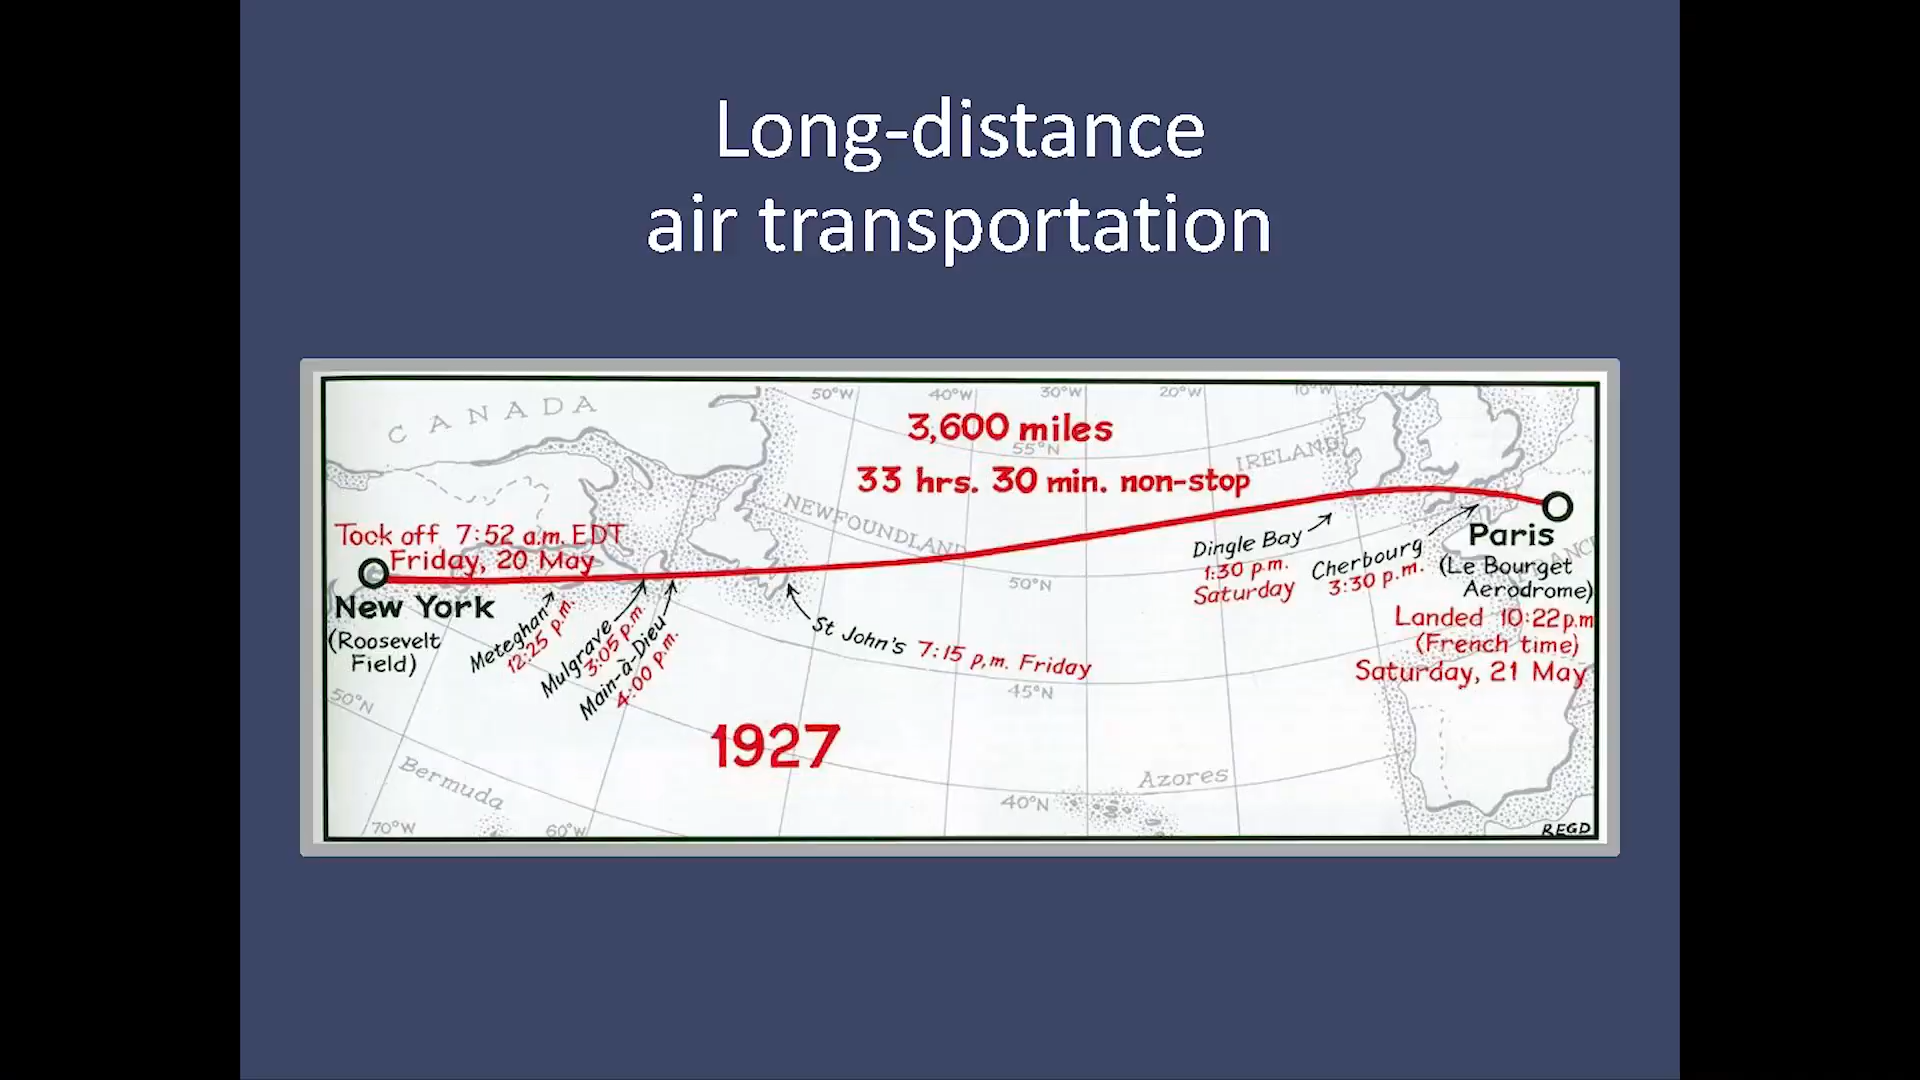 Long-distance
air transportation
CANADA
50°W
40°W
30°W
20°W
10°W
3,600 miles
55°N
33 hrs. 30 min. non-stop
IRELAND
NEWFOUNDLAND
Took off 7:52 a.m. EDT
Friday, 20 May
New York
(Roosevelt
Field)
Meteghan
12:25 p.m.
Mulgrave
3:05 p.m.
Main-à-Dieu
4:00 p.m.
St John's 7:15 p.m. Friday
50°N
45°N
Dingle Bay
1:30 p.m.
Saturday
Cherbourg
3:30 p.m.
Paris
(Le Bourget
Aerodrome)
Landed 10:22 p.m
(French time)
Saturday, 21 May
50°N
1927
Bermuda
Azores
40°N
70°W
60°W
REGD